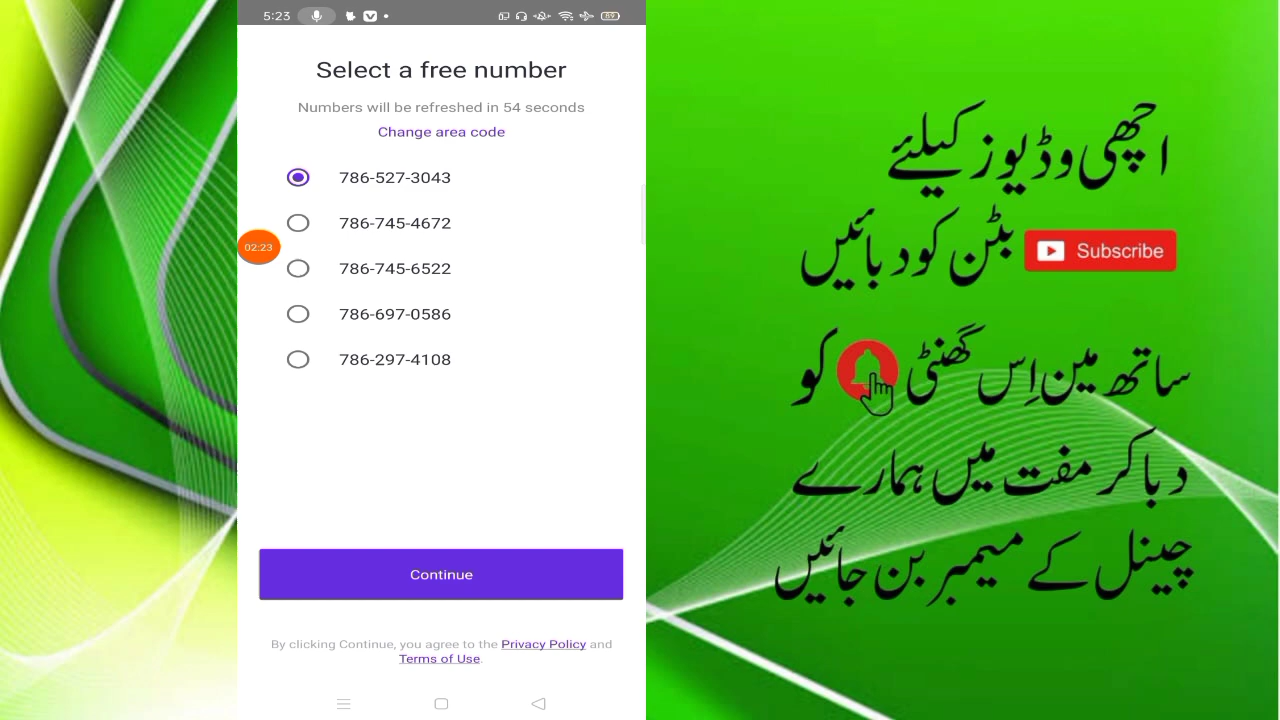 5:23
89
Select a free number
Numbers will be refreshed in 54 seconds
Change area code
786-527-3043
786-745-4672
02:23
786-745-6522
786-697-0586
786-297-4108
Continue
By clicking Continue, you agree to the Privacy Policy and
Terms of Use.
اچھی وڈیوز کیلئے
Subscribe بٹن کو دبائیں
ساتھ مین اِس گھنٹی کو
دبا کر مفت میں ہمارے
چینل کے میمبر بن جائیں